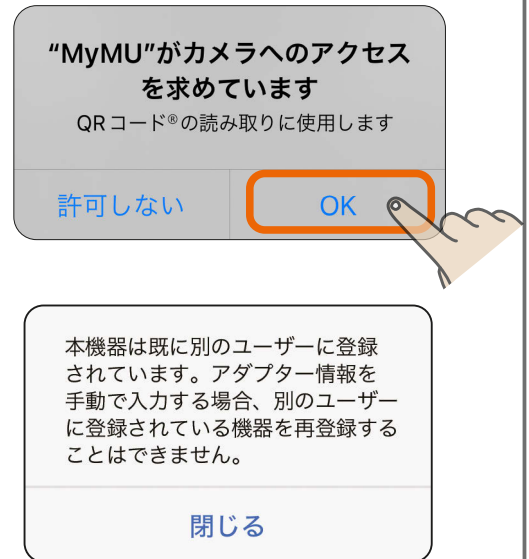 “MyMU”がカメラへのアクセス
を求めています
QRコード®の読み取りに使用します
許可しない
OK
本機器は既に別のユーザーに登録
されています。アダプター情報を
手動で入力する場合、別のユーザー
に登録されている機器を再登録する
ことはできません。
閉じる